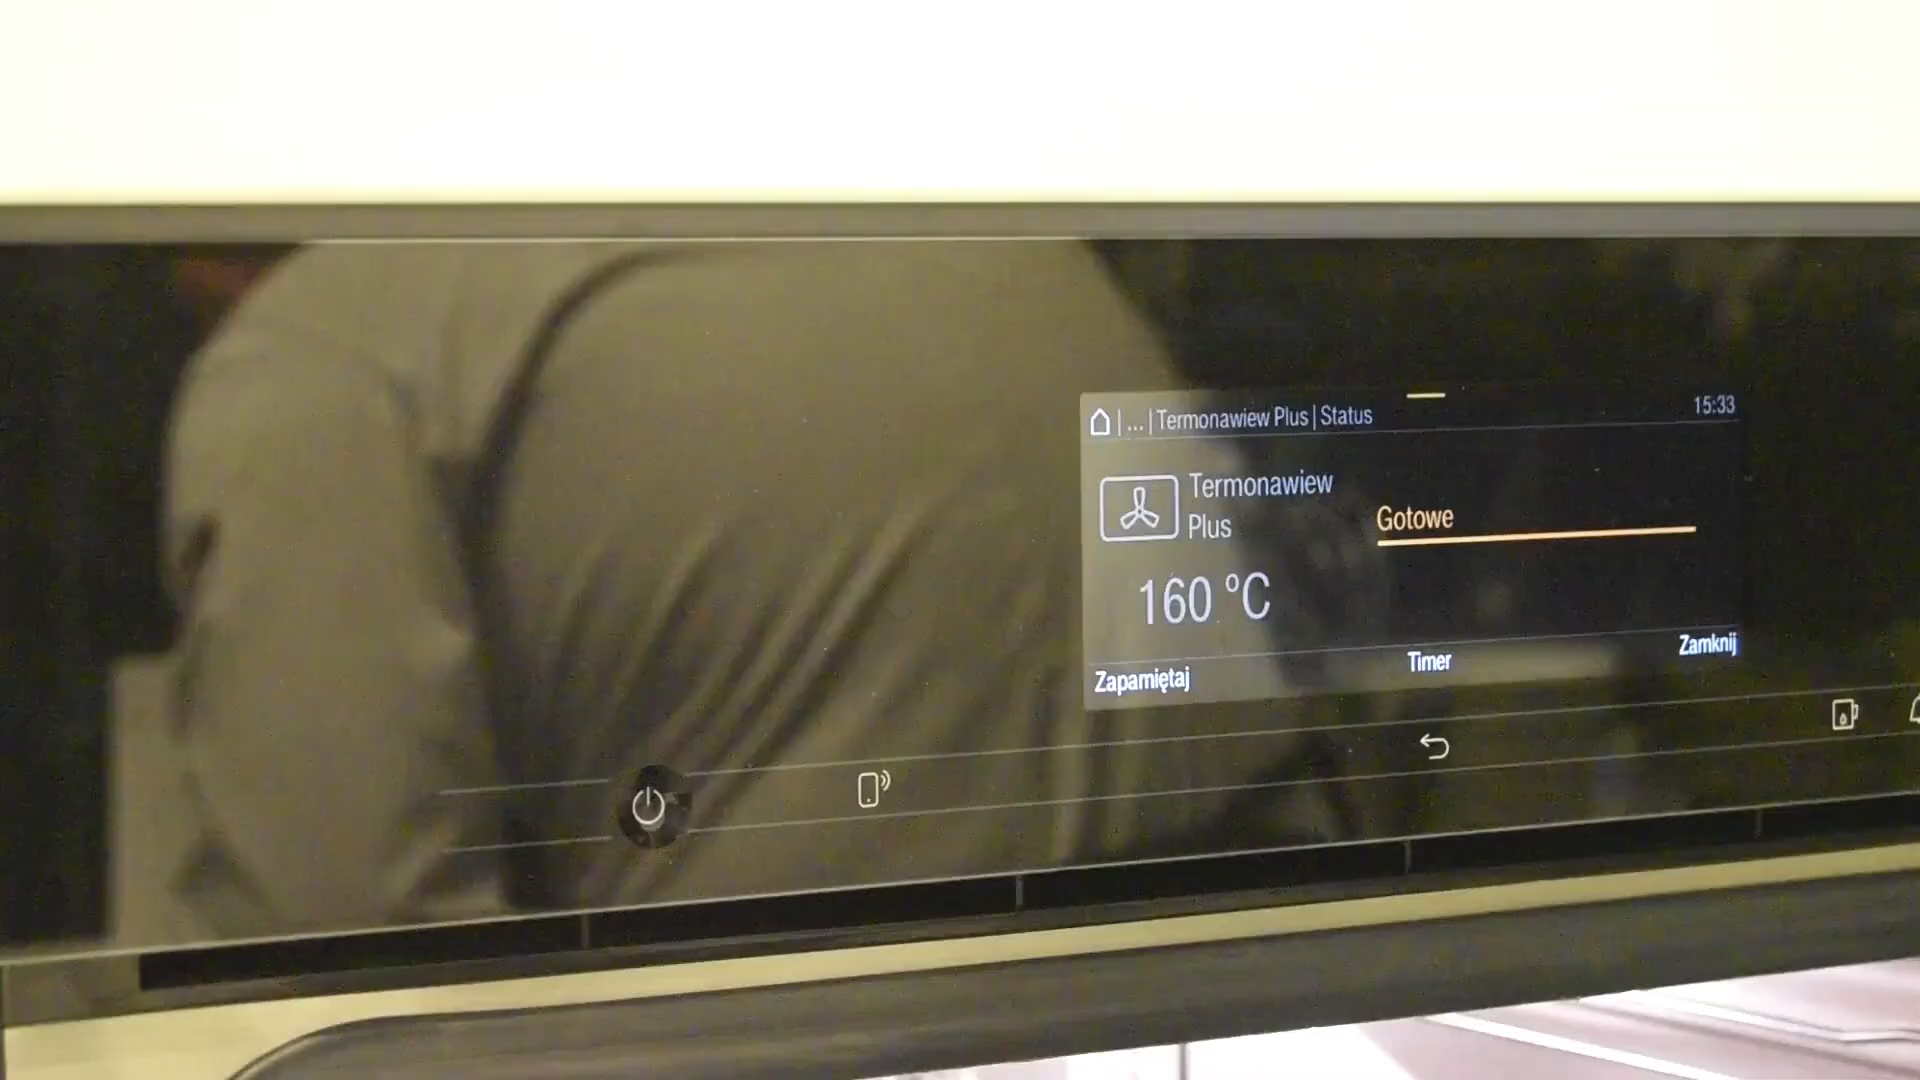 ... | Termonawiew Plus | Status
15:33
Termonawiew
Plus
Gotowe
160 °C
Zapamiętaj
Timer
Zamknij